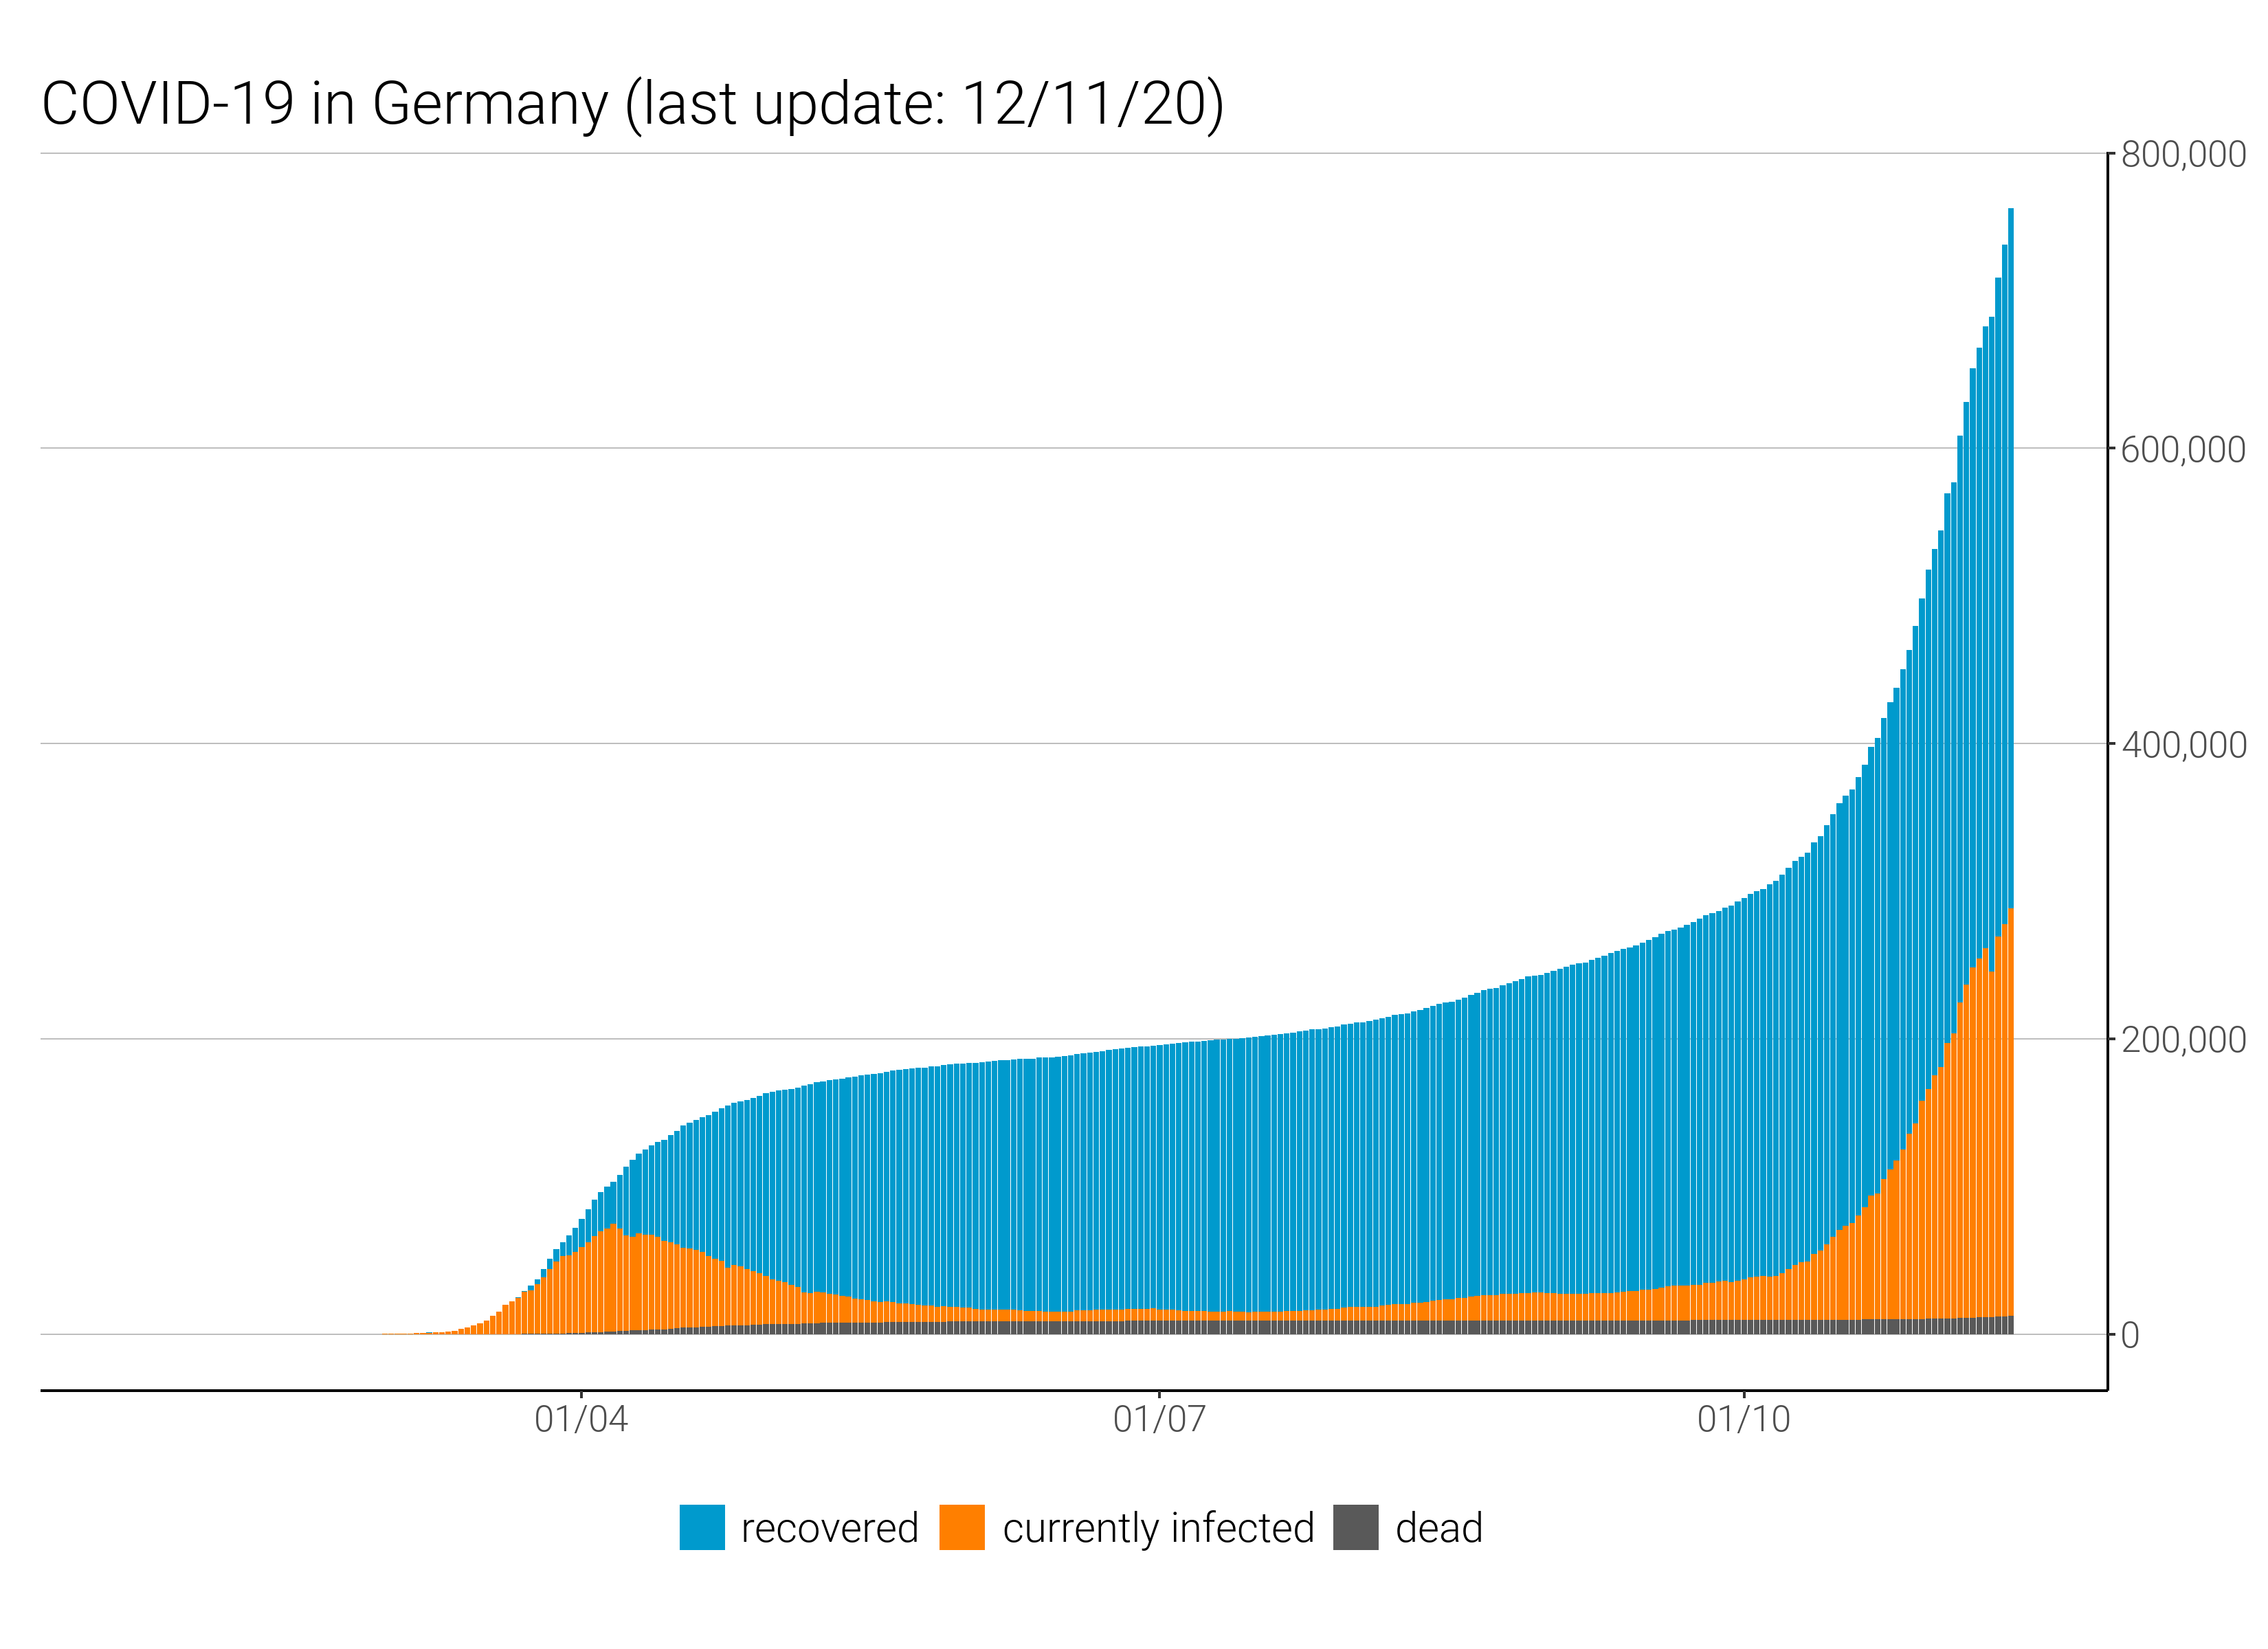 COVID-19 in Germany (last update: 12/11/20)
800,000
600,000
400,000
200,000
0
01/04 01/07 01/10
recovered currently infected dead